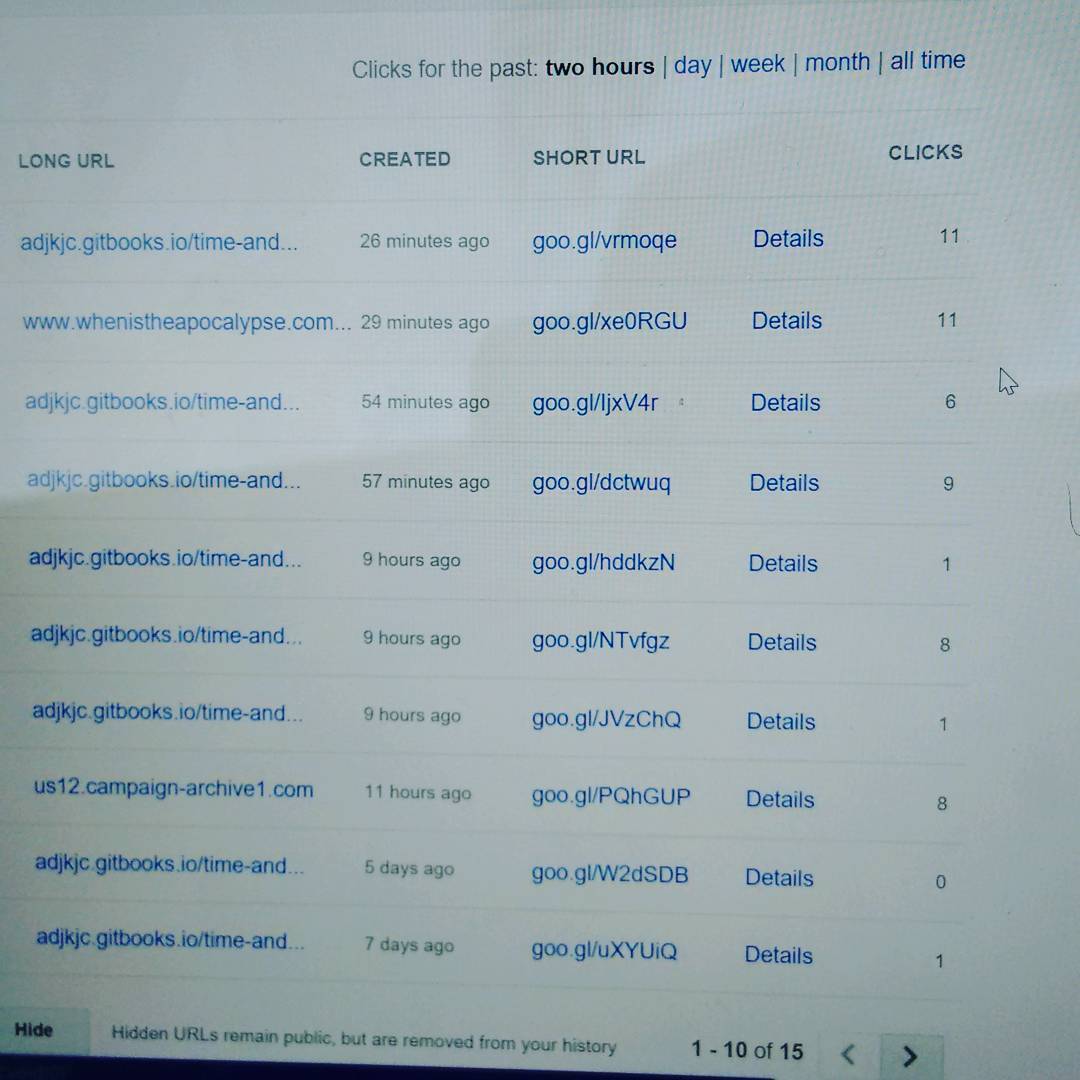 Clicks for the past: two hours | day | week | month | all time
LONG URL CREATED SHORT URL CLICKS
adjkjc.gitbooks.io/time-and... 26 minutes ago goo.gl/vrmoqe Details 11
www.whenistheapocalypse.com... 29 minutes ago goo.gl/xe0RGU Details 11
adjkjc.gitbooks.io/time-and... 54 minutes ago goo.gl/IjxV4r Details 6
adjkjc.gitbooks.io/time-and... 57 minutes ago goo.gl/dctwuq Details 9
adjkjc.gitbooks.io/time-and... 9 hours ago goo.gl/hddkzN Details 1
adjkjc.gitbooks.io/time-and... 9 hours ago goo.gl/NTvfgz Details 8
adjkjc.gitbooks.io/time-and... 9 hours ago goo.gl/JVzChQ Details 1
us12.campaign-archive1.com 11 hours ago goo.gl/PQhGUP Details 8
adjkjc.gitbooks.io/time-and... 5 days ago goo.gl/W2dSDB Details 0
adjkjc.gitbooks.io/time-and... 7 days ago goo.gl/uXYUiQ Details 1
Hide Hidden URLs remain public, but are removed from your history 1 - 10 of 15 < >